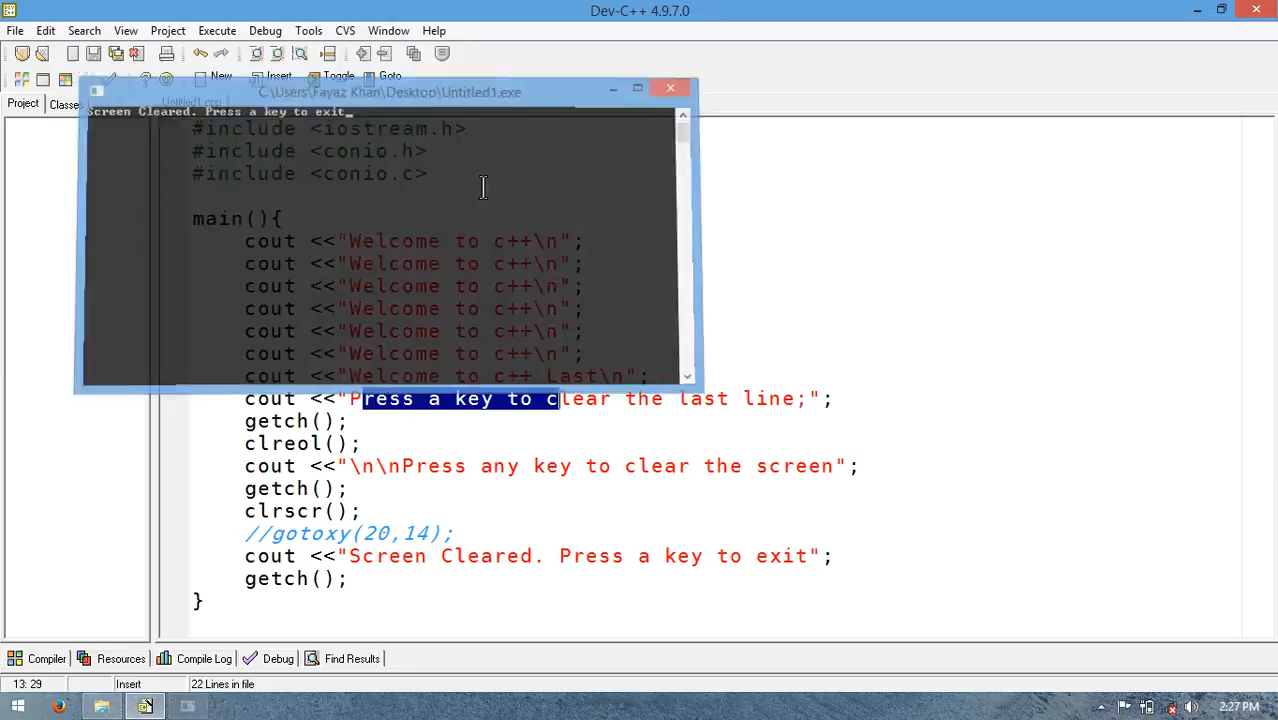 Dev-C++ 4.9.7.0
File Edit Search View Project Execute Debug Tools CVS Window Help
New Insert Toggle Goto
C:\Users\Fayaz Khan\Desktop\Untitled1.exe
Project Classes Untitled1.cpp
Screen Cleared. Press a key to exit
#include <iostream.h>
#include <conio.h>
#include <conio.c>
main(){
cout <<"Welcome to c++\n";
cout <<"Welcome to c++\n";
cout <<"Welcome to c++\n";
cout <<"Welcome to c++\n";
cout <<"Welcome to c++\n";
cout <<"Welcome to c++\n";
cout <<"Welcome to c++ Last\n";
cout <<"Press a key to clear the last line;";
getch();
clreol();
cout <<"\n\nPress any key to clear the screen";
getch();
clrscr();
//gotoxy(20,14);
cout <<"Screen Cleared. Press a key to exit";
getch();
}
Compiler Resources Compile Log Debug Find Results
13: 29 Insert 22 Lines in file
2:27 PM